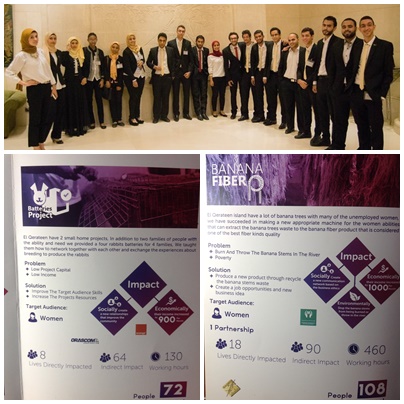 Batteries
Project
El Qerateen have 2 small home projects. In addition to two families of people with
the ability and need we provided a four rabbits batteries for 4 families. We taught
them how to network together with each other and exchange the experiences about
breeding to produce the rabbits
Problem
Low Project Capital
Low Income
Solution
Improve The Target Audience Skills
Increase The Projects Resources
Target Audience:
Women
Impact
Socially
Economically
900
orange
ORASCOM
8
Lives Directly Impacted
64
Indirect Impact
130
Working hours
People 72
BANANA
FIBER
El Qerateen island have a lot of banana trees with many of the unemployed women,
we have succeeded in making a new appropriate machine for the women abilities
that can extract the banana trees waste to the banana fiber product that is considered
one of the best fiber kinds quality
Problem
Burn And Throw The Banana Stems In The River
Poverty
Solution
Produce a new product through recycle
the banana stems waste
Create a job opportunities and new
business idea
Target Audience:
Women
1 Partnership
Impact
Socially
Economically
1000
Environmentally
18
Lives Directly Impacted
90
Indirect Impact
460
Working hours
People 108